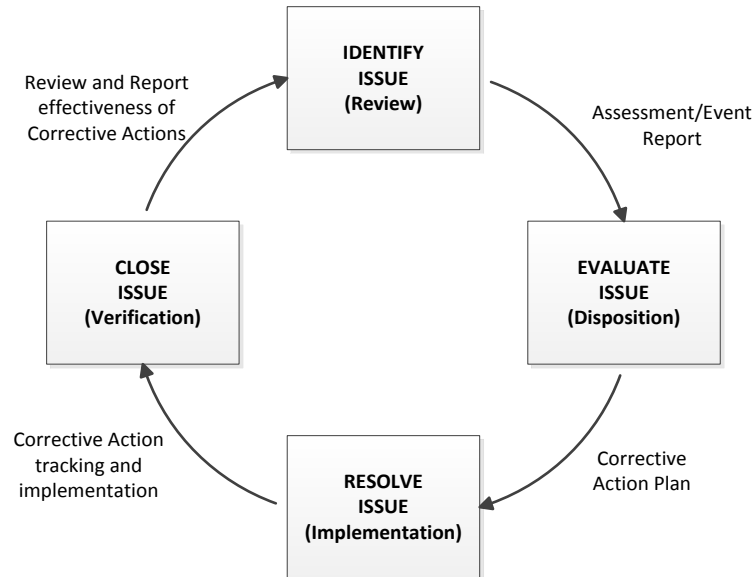 IDENTIFY
ISSUE
(Review)
Assessment/Event
Report
EVALUATE
ISSUE
(Disposition)
Corrective
Action Plan
RESOLVE
ISSUE
(Implementation)
Corrective Action
tracking and
implementation
CLOSE
ISSUE
(Verification)
Review and Report
effectiveness of
Corrective Actions